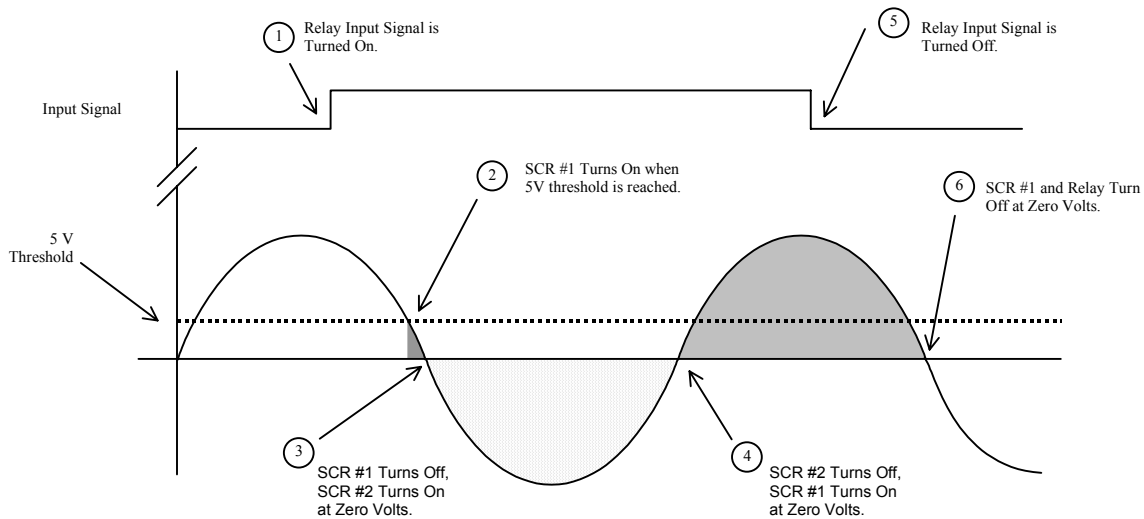 1
Relay Input Signal is
Turned On.
5
Relay Input Signal is
Turned Off.
Input Signal
2
SCR #1 Turns On when
5V threshold is reached.
6
SCR #1 and Relay Turn
Off at Zero Volts.
5 V
Threshold
3
SCR #1 Turns Off,
SCR #2 Turns On
at Zero Volts.
4
SCR #2 Turns Off,
SCR #1 Turns On
at Zero Volts.